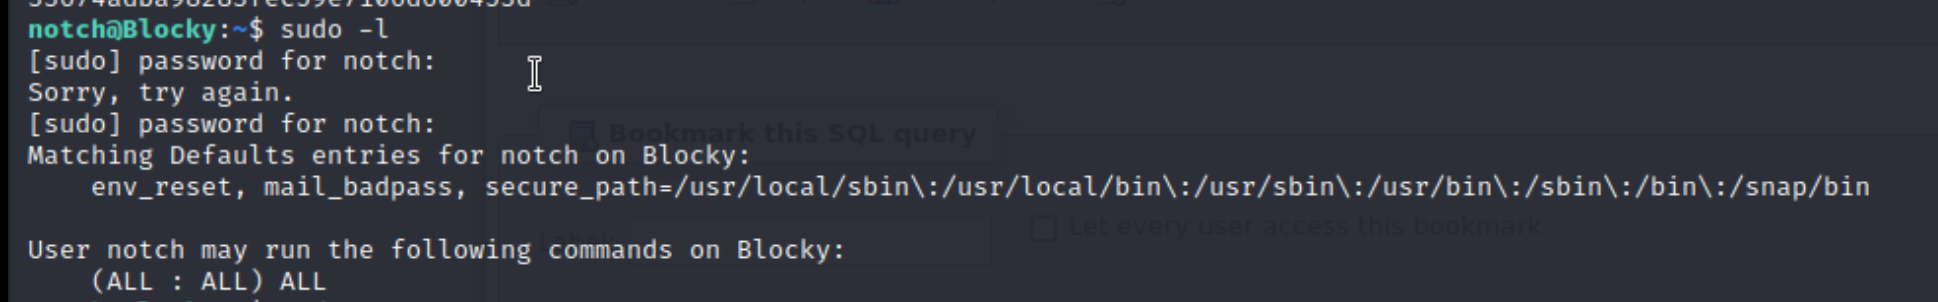 notch@Blocky:~$ sudo -l
[sudo] password for notch:
Sorry, try again.
[sudo] password for notch:
Bookmark this SQL query
Matching Defaults entries for notch on Blocky:
    env_reset, mail_badpass, secure_path=/usr/local/sbin\:/usr/local/bin\:/usr/sbin\:/usr/bin\:/sbin\:/bin\:/snap/bin
Let every user access this bookmark
User notch may run the following commands on Blocky:
    (ALL : ALL) ALL